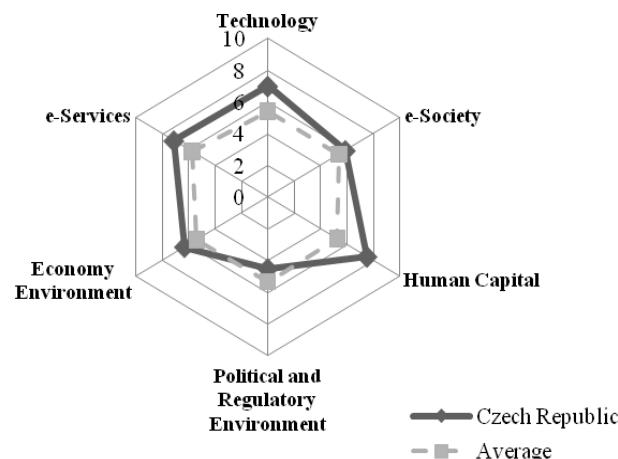 Technology
10
8
6
4
2
0
e-Services
e-Society
Economy
Environment
Human Capital
Political and
Regulatory
Environment
Czech Republic
Average